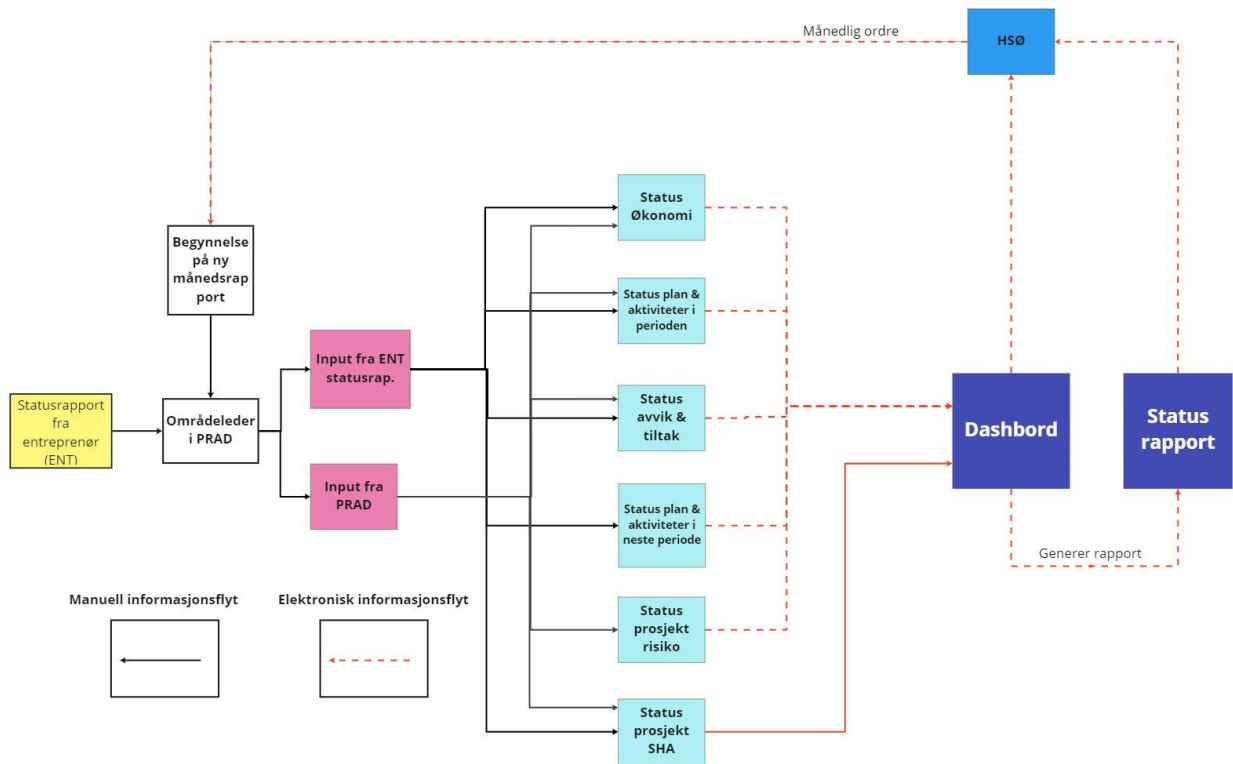 Månedlig ordre
HSØ
Status
Økonomi
Begynnelse
på ny
månedsrap
port
Status plan &
aktiviteter i
perioden
Input fra ENT
statusrap.
Statusrapport
fra
entreprenør
(ENT)
Områdeleder
i PRAD
Status
avvik &
tiltak
Dashbord
Status
rapport
Input fra
PRAD
Status plan &
aktiviteter i
neste periode
Generer rapport
Manuell informasjonsflyt
Elektronisk informasjonsflyt
Status
prosjekt
risiko
Status
prosjekt
SHA